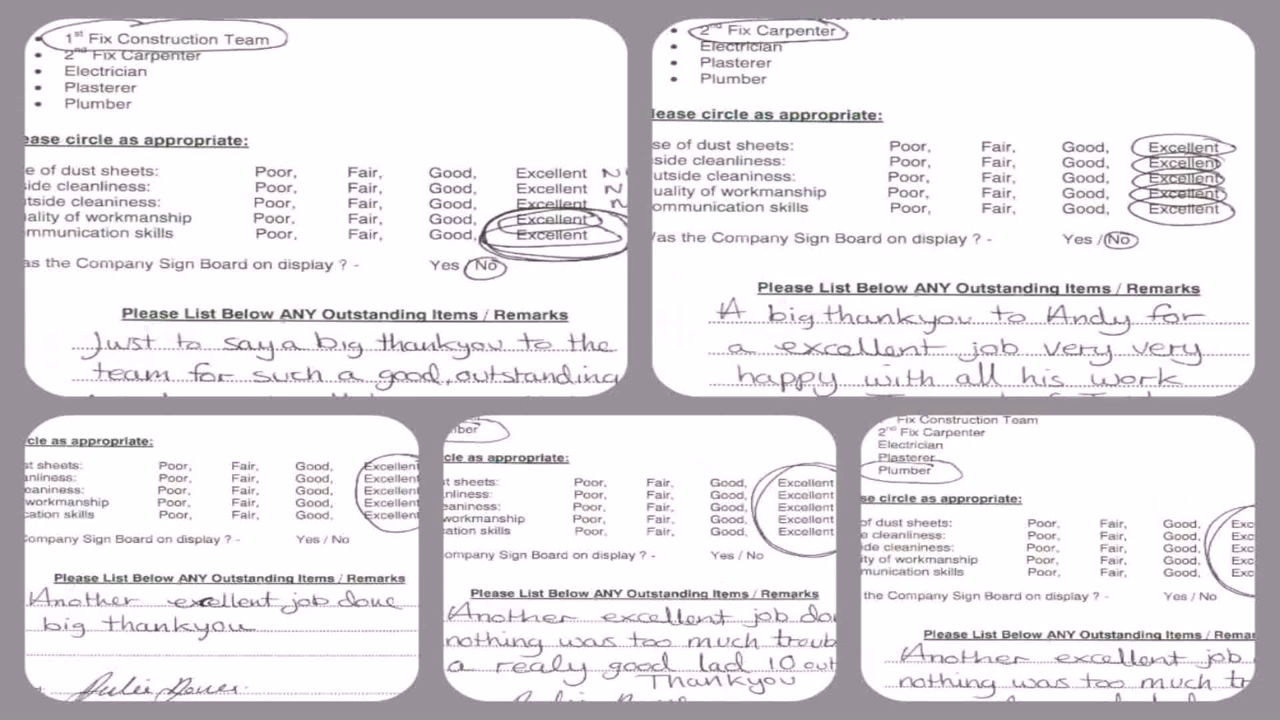 1st Fix Construction Team
2nd Fix Carpenter
Electrician
Plasterer
Plumber
ease circle as appropriate:
e of dust sheets: Poor, Fair, Good, Excellent N
ide cleanliness: Poor, Fair, Good, Excellent N
tside cleanliness: Poor, Fair, Good, Excellent
ality of workmanship Poor, Fair, Good, Excellent
mmunication skills Poor, Fair, Good, Excellent
as the Company Sign Board on display ? - Yes / No
Please List Below ANY Outstanding Items / Remarks
Just to say a big thankyou to the
team for such a good, outstanding
2nd Fix Carpenter
Electrician
Plasterer
Plumber
lease circle as appropriate:
se of dust sheets: Poor, Fair, Good, Excellent
side cleanliness: Poor, Fair, Good, Excellent
utside cleanliness: Poor, Fair, Good, Excellent
uality of workmanship Poor, Fair, Good, Excellent
ommunication skills Poor, Fair, Good, Excellent
Was the Company Sign Board on display ? - Yes / No
Please List Below ANY Outstanding Items / Remarks
A big thankyou to Andy for
a excellent job very very
happy with all his work
cle as appropriate:
st sheets: Poor, Fair, Good, Excellent
anliness: Poor, Fair, Good, Excellent
eaniness: Poor, Fair, Good, Excellent
workmanship Poor, Fair, Good, Excellent
cation skills Poor, Fair, Good, Excellent
Company Sign Board on display ? - Yes / No
Please List Below ANY Outstanding Items / Remarks
Another excellent job done
big thankyou
Julie
mber
cle as appropriate:
t sheets: Poor, Fair, Good, Excellent
nliness: Poor, Fair, Good, Excellent
eaniness: Poor, Fair, Good, Excellent
workmanship Poor, Fair, Good, Excellent
ation skills Poor, Fair, Good, Excellent
ompany Sign Board on display ? - Yes / No
Please List Below ANY Outstanding Items / Remarks
Another excellent job do
nothing was too much troub
a realy good lad 10 out
Thankyou
Fix Construction Team
2nd Fix Carpenter
Electrician
Plasterer
Plumber
se circle as appropriate:
of dust sheets: Poor, Fair, Good, Exc
e cleanliness: Poor, Fair, Good, Exc
ide cleanliness: Poor, Fair, Good, Exc
ity of workmanship Poor, Fair, Good, Exc
munication skills Poor, Fair, Good, Exc
the Company Sign Board on display ? - Yes / No
Please List Below ANY Outstanding Items / Remar
Another excellent job
nothing was too much tr